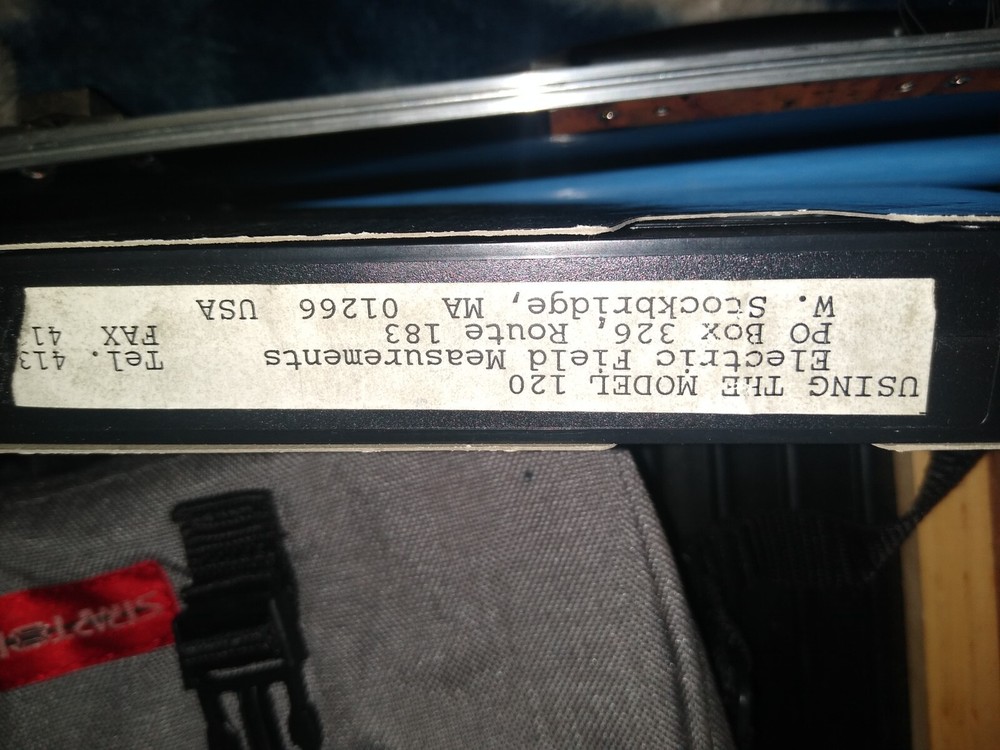 USING THE MODEL 120
Electric Field Measurements Tel. 413
PO Box 326, Route 183 FAX 41
W. Stockbridge, MA 01266 USA